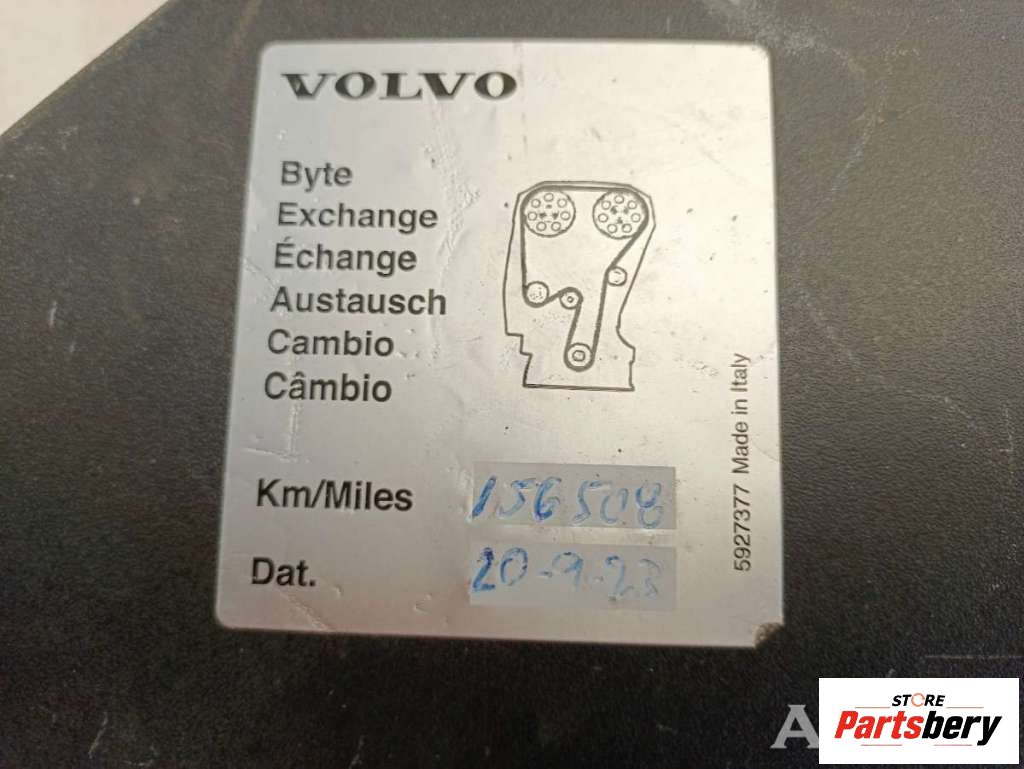 VOLVO
Byte
Exchange
Échange
Austausch
Cambio
Câmbio
Km/Miles 156508
Dat. 20-9-23
5927377 Made in Italy
A
STORE
Partsbery